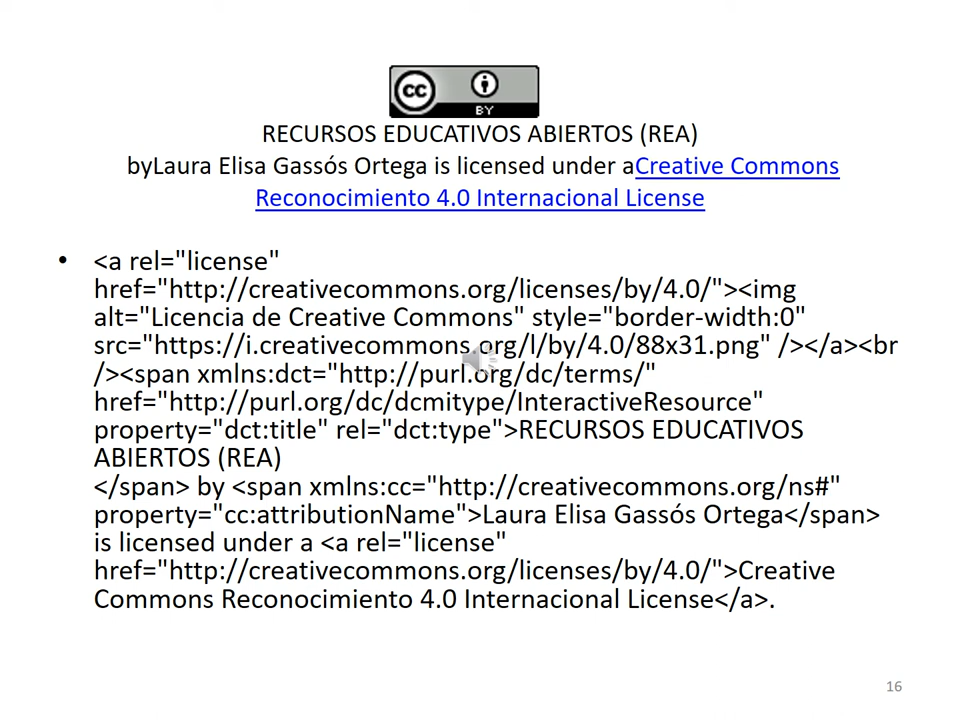 cc
BY
RECURSOS EDUCATIVOS ABIERTOS (REA)
byLaura Elisa Gassós Ortega is licensed under aCreative Commons
Reconocimiento 4.0 Internacional License
• <a rel="license"
href="http://creativecommons.org/licenses/by/4.0/"><img
alt="Licencia de Creative Commons" style="border-width:0"
src="https://i.creativecommons.org/l/by/4.0/88x31.png" /></a><br
/><span xmlns:dct="http://purl.org/dc/terms/"
href="http://purl.org/dc/dcmitype/InteractiveResource"
property="dct:title" rel="dct:type">RECURSOS EDUCATIVOS
ABIERTOS (REA)
</span> by <span xmlns:cc="http://creativecommons.org/ns#"
property="cc:attributionName">Laura Elisa Gassós Ortega</span>
is licensed under a <a rel="license"
href="http://creativecommons.org/licenses/by/4.0/">Creative
Commons Reconocimiento 4.0 Internacional License</a>.
16